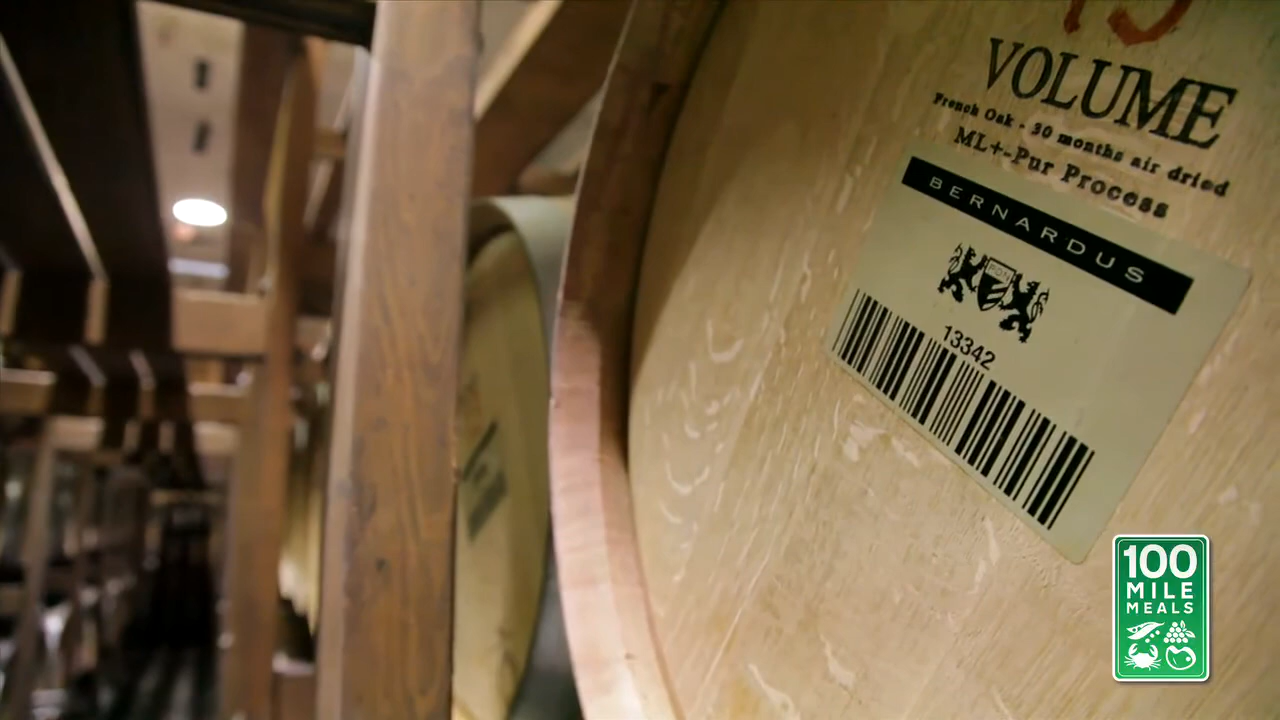 VOLUME
French Oak - 30 months air dried
ML+-Pur Process
BERNARDUS
13342
100
MILE
MEALS